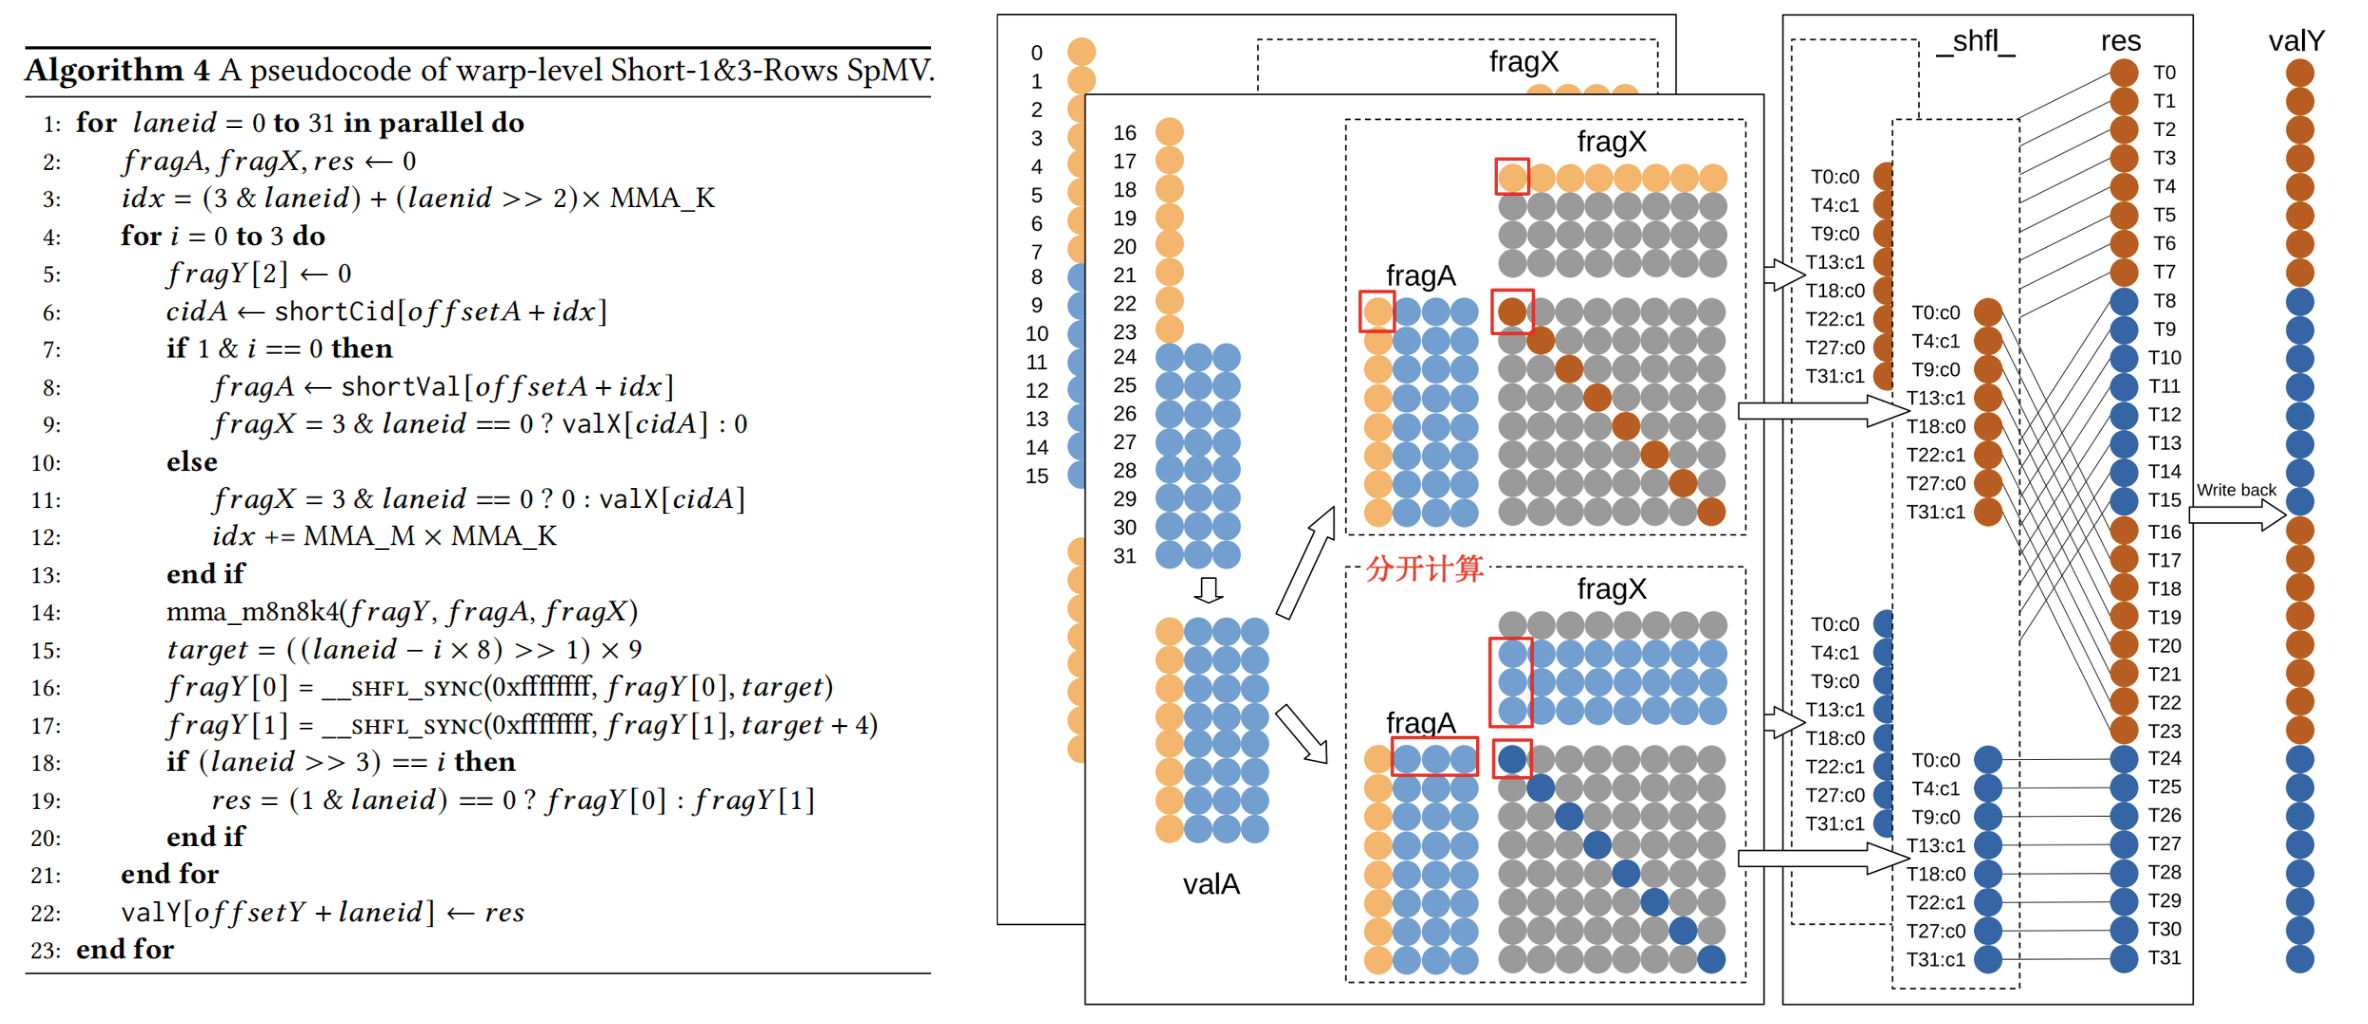 Algorithm 4 A pseudocode of warp-level Short-1&3-Rows SpMV.
1: for laneid = 0 to 31 in parallel do
2: fragA, fragX, res ← 0
3: idx = (3 & laneid) + (laenid >> 2)× MMA_K
4: for i = 0 to 3 do
5: fragY[2] ← 0
6: cidA ← shortCid[offsetA + idx]
7: if 1 & i == 0 then
8: fragA ← shortVal[offsetA + idx]
9: fragX = 3 & laneid == 0 ? valX[cidA] : 0
10: else
11: fragX = 3 & laneid == 0 ? 0 : valX[cidA]
12: idx += MMA_M × MMA_K
13: end if
14: mma_m8n8k4(fragY, fragA, fragX)
15: target = ((laneid − i × 8) >> 1) × 9
16: fragY[0] = __SHFL_SYNC(0xffffffff, fragY[0], target)
17: fragY[1] = __SHFL_SYNC(0xffffffff, fragY[1], target + 4)
18: if (laneid >> 3) == i then
19: res = (1 & laneid) == 0 ? fragY[0] : fragY[1]
20: end if
21: end for
22: valY[offsetY + laneid] ← res
23: end for
0
1
2
3
4
5
6
7
8
9
10
11
12
13
14
15
fragX
16
17
18
19
20
21
22
23
24
25
26
27
28
29
30
31
valA
fragX
fragA
分开计算
fragX
fragA
_shfl_
T0:c0
T4:c1
T9:c0
T13:c1
T18:c0
T22:c1
T27:c0
T31:c1
T0:c0
T4:c1
T9:c0
T13:c1
T18:c0
T22:c1
T27:c0
T31:c1
T0:c0
T4:c1
T9:c0
T13:c1
T18:c0
T22:c1
T27:c0
T31:c1
T0:c0
T4:c1
T9:c0
T13:c1
T18:c0
T22:c1
T27:c0
T31:c1
res
T0
T1
T2
T3
T4
T5
T6
T7
T8
T9
T10
T11
T12
T13
T14
T15
T16
T17
T18
T19
T20
T21
T22
T23
T24
T25
T26
T27
T28
T29
T30
T31
Write back
valY